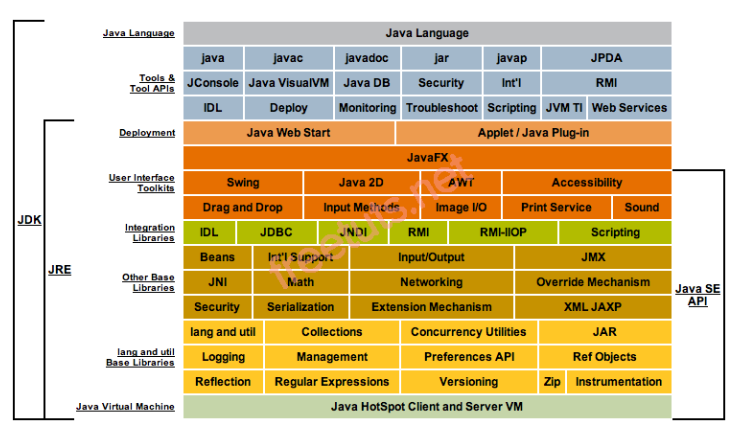 Java Language Java Language
java javac javadoc jar javap JPDA
Tools &
Tool APIs
JConsole Java VisualVM Java DB Security Int'l RMI
IDL Deploy Monitoring Troubleshoot Scripting JVM TI Web Services
Deployment Java Web Start Applet / Java Plug-in
JavaFX
User Interface
Toolkits
Swing Java 2D AWT Accessibility
Drag and Drop Input Methods Image I/O Print Service Sound
Integration
Libraries
IDL JDBC JNDI RMI RMI-IIOP Scripting
JDK
JRE
Beans Int'l Support Input/Output JMX
Other Base
Libraries
JNI Math Networking Override Mechanism
Java SE
API
Security Serialization Extension Mechanism XML JAXP
lang and util Collections Concurrency Utilities JAR
lang and util
Base Libraries
Logging Management Preferences API Ref Objects
Reflection Regular Expressions Versioning Zip Instrumentation
Java Virtual Machine Java HotSpot Client and Server VM
freetuts.net